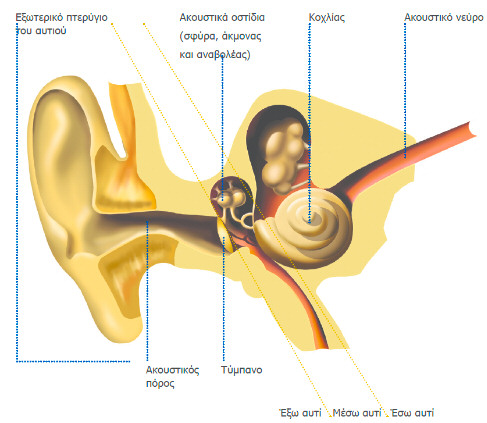 Εξωτερικό πτερύγιο
του αυτιού
Ακουστικά οστίδια
(σφύρα, άκμονας
και αναβολέας)
Κοχλίας
Ακουστικό νεύρο
Ακουστικός
πόρος
Τύμπανο
Έξω αυτί
Μέσω αυτί
Έσω αυτί